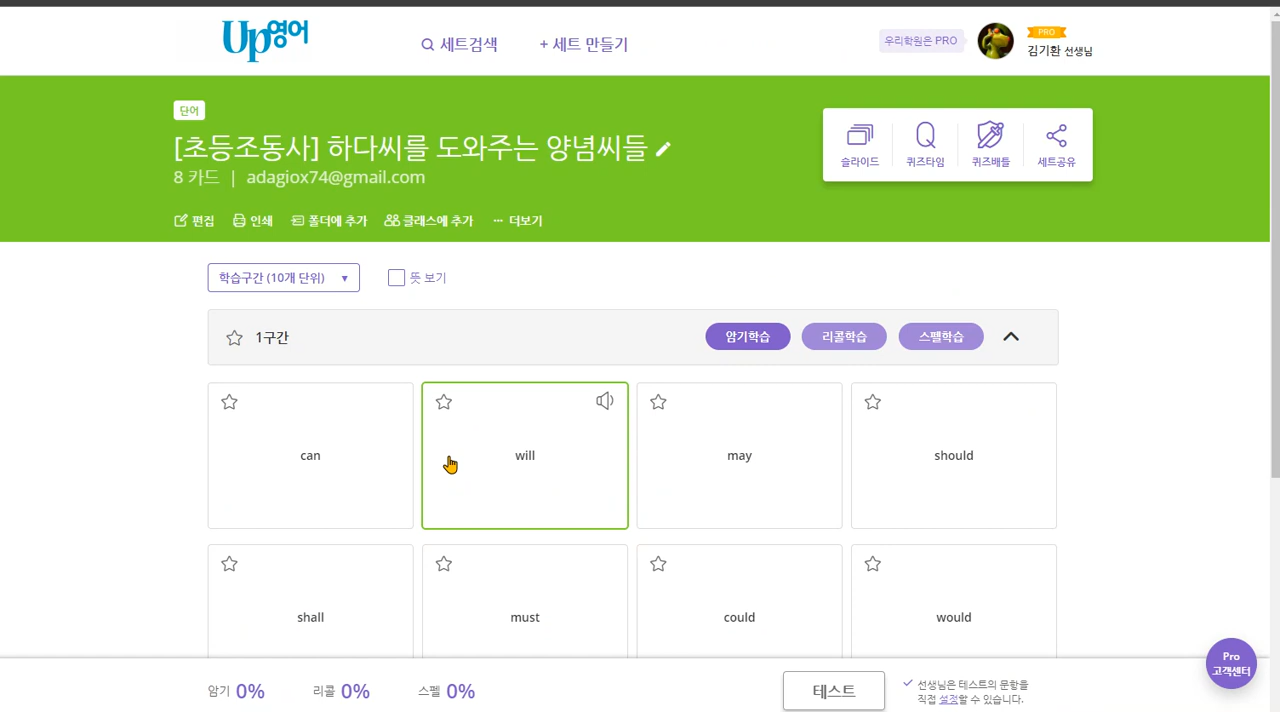 Up영어
세트검색
+ 세트 만들기
우리학원은 PRO
PRO
김기환 선생님
단어
[초등조동사] 하다씨를 도와주는 양념씨들
8 카드 | adagiox74@gmail.com
슬라이드
퀴즈타임
퀴즈배틀
세트공유
편집
인쇄
폴더에 추가
클래스에 추가
··· 더보기
학습구간 (10개 단위) ▼
뜻 보기
1구간
암기학습
리콜학습
스펠학습
can
will
may
should
shall
must
could
would
암기 0%
리콜 0%
스펠 0%
테스트
선생님은 테스트의 문항을
직접 설정할 수 있습니다.
Pro
고객센터